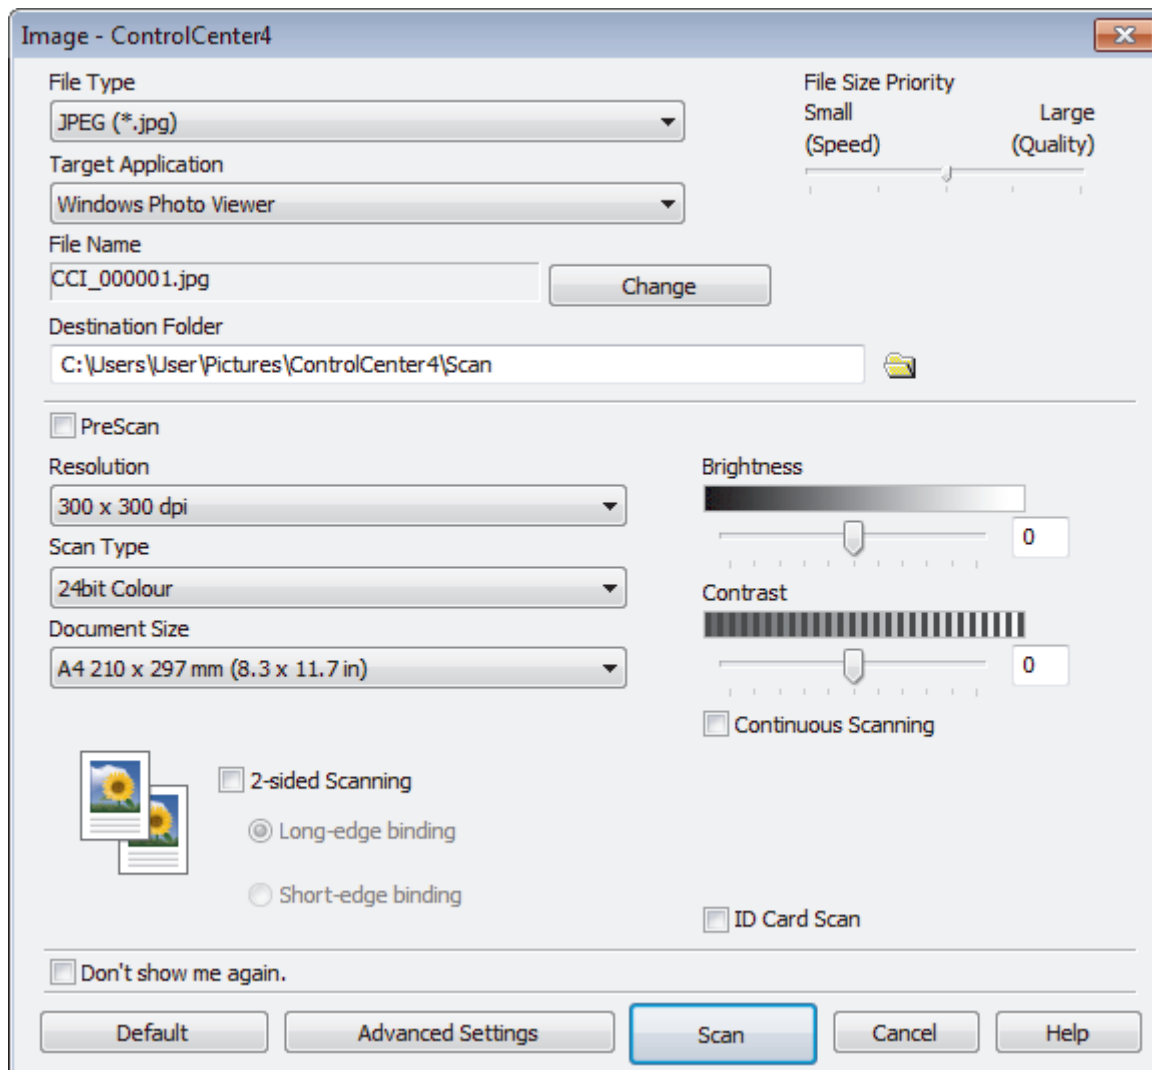 Image - ControlCenter4
File Type
JPEG (*.jpg)
File Size Priority
Small Large
(Speed) (Quality)
Target Application
Windows Photo Viewer
File Name
CCI_000001.jpg
Change
Destination Folder
C:\Users\User\Pictures\ControlCenter4\Scan
PreScan
Resolution
300 x 300 dpi
Scan Type
24bit Colour
Document Size
A4 210 x 297 mm (8.3 x 11.7 in)
Brightness
0
Contrast
0
Continuous Scanning
2-sided Scanning
Long-edge binding
Short-edge binding
ID Card Scan
Don't show me again.
Default Advanced Settings Scan Cancel Help